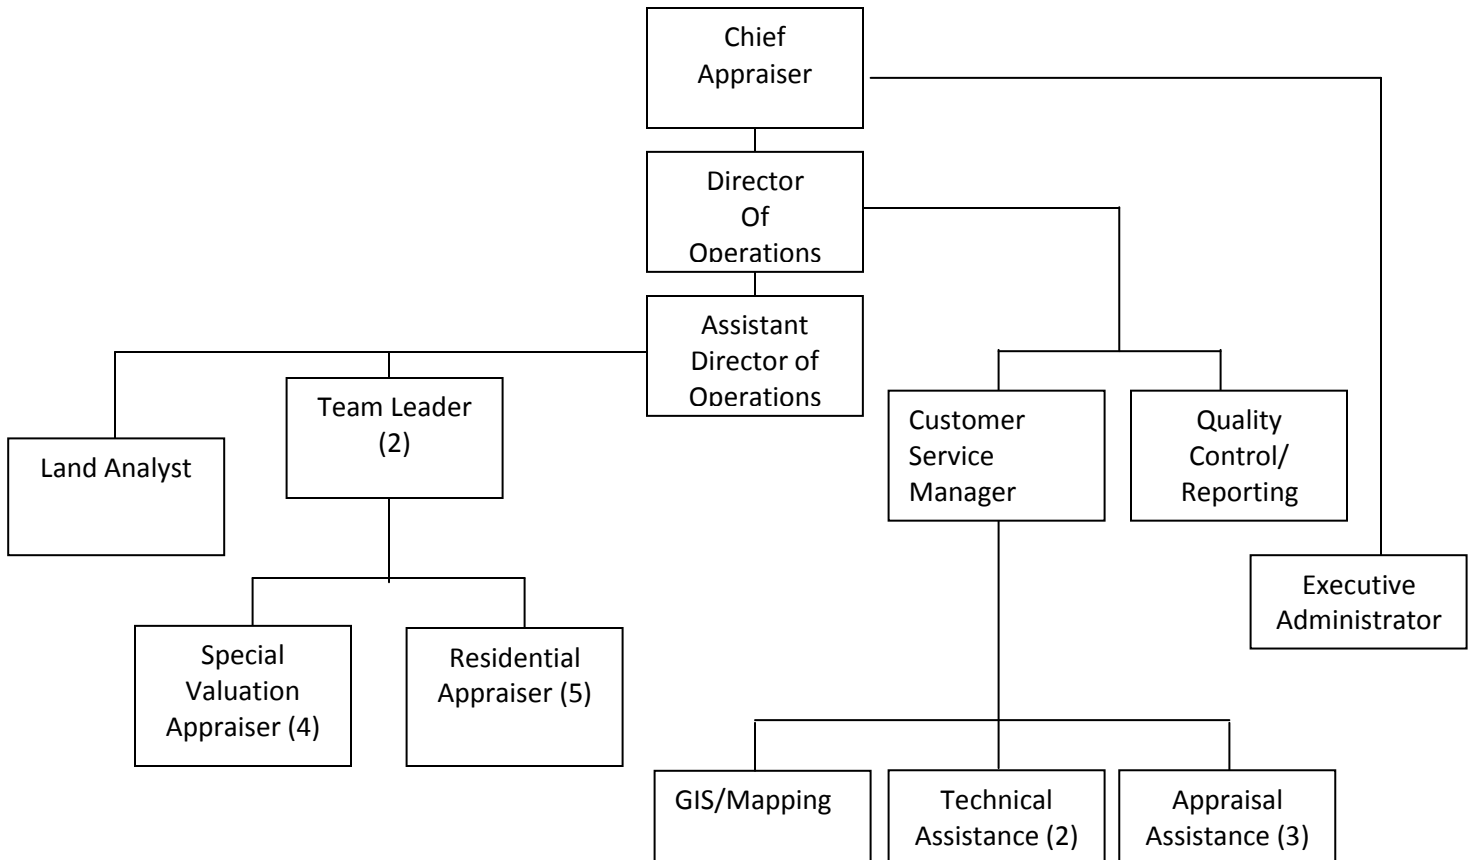 Chief
Appraiser
Director
Of
Operations
Assistant
Director of
Operations
Team Leader
(2)
Land Analyst
Customer
Service
Manager
Quality
Control/
Reporting
Executive
Administrator
Special
Valuation
Appraiser (4)
Residential
Appraiser (5)
GIS/Mapping
Technical
Assistance (2)
Appraisal
Assistance (3)